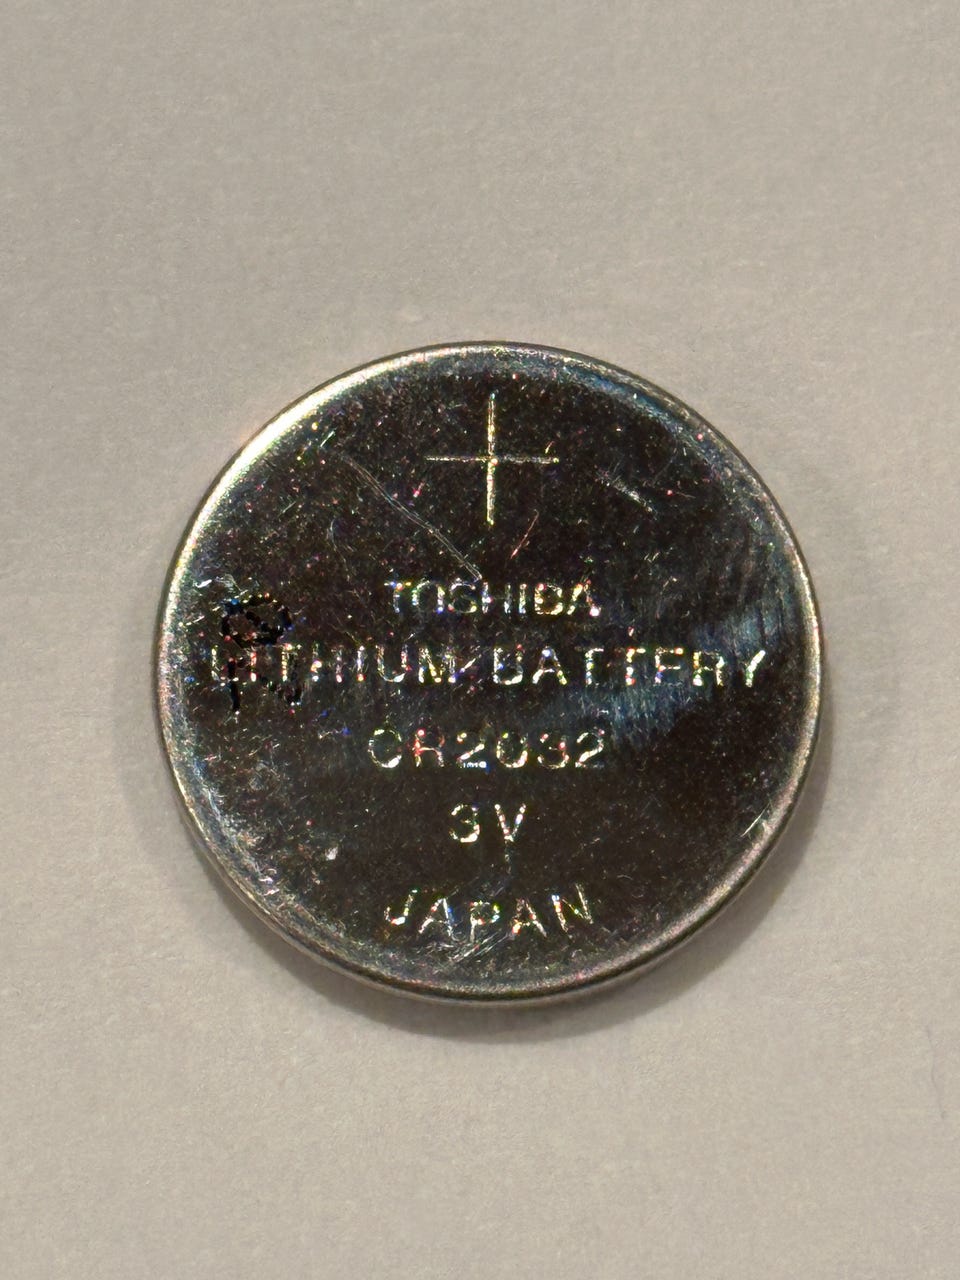 +
TOSHIBA
LITHIUM BATTERY
CR2032
3V
JAPAN